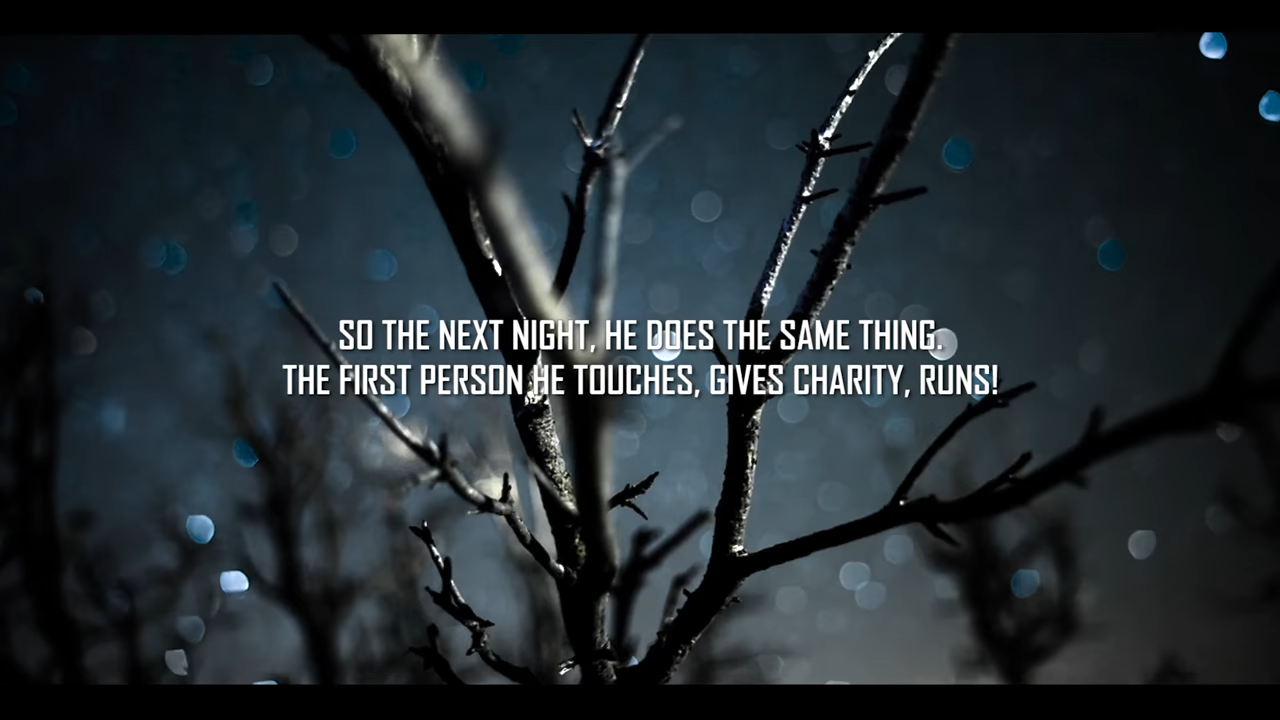 SO THE NEXT NIGHT, HE DOES THE SAME THING.
THE FIRST PERSON HE TOUCHES, GIVES CHARITY, RUNS!